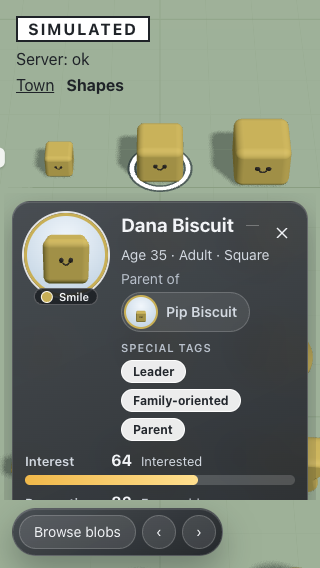 SIMULATED
Server: ok
Town Shapes
Dana Biscuit —
Age 35 · Adult · Square
Parent of
Pip Biscuit
Smile
SPECIAL TAGS
Leader
Family-oriented
Parent
Interest 64 Interested
Browse blobs ‹ ›